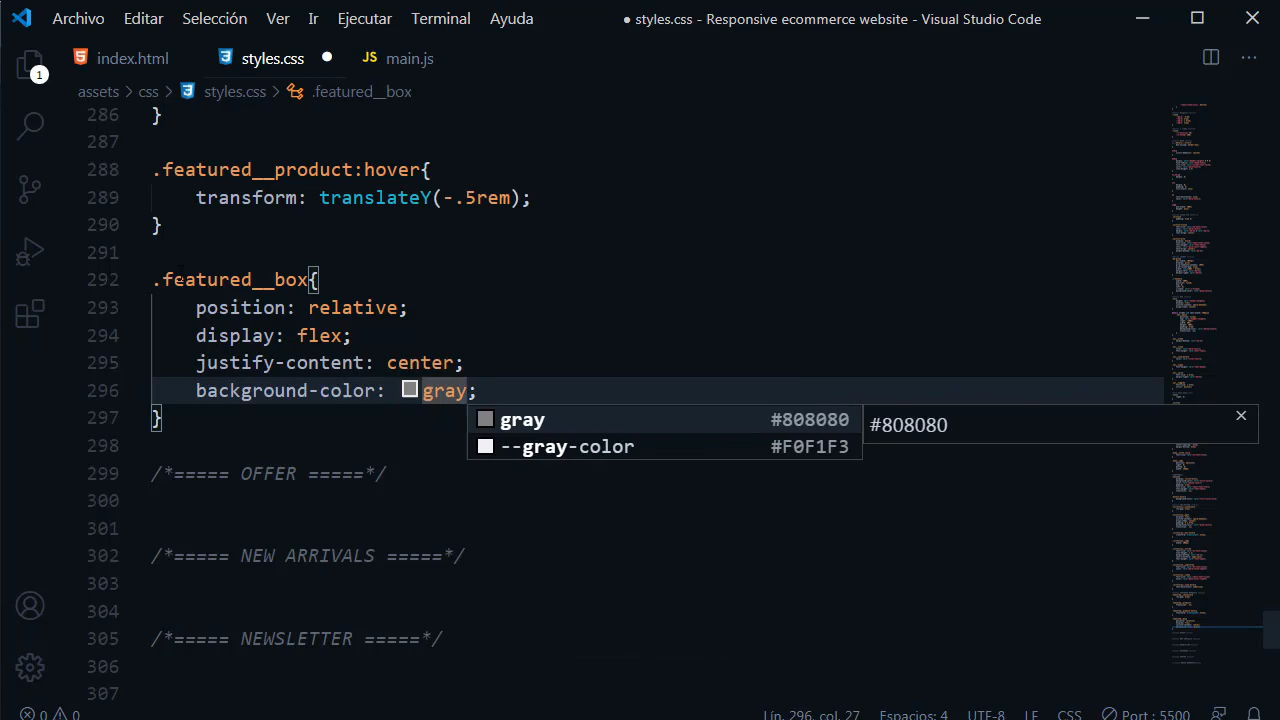 Archivo Editar Selección Ver Ir Ejecutar Terminal Ayuda ● styles.css - Responsive ecommerce website - Visual Studio Code
index.html styles.css JS main.js
1
assets > css > styles.css > .featured__box
286 }
287
288 .featured__product:hover{
289 transform: translateY(-.5rem);
290 }
291
292 .featured__box{
293 position: relative;
294 display: flex;
295 justify-content: center;
296 background-color: gray;
297 }
gray #808080 #808080
--gray-color #F0F1F3
298
299 /*===== OFFER =====*/
300
301
302 /*===== NEW ARRIVALS =====*/
303
304
305 /*===== NEWSLETTER =====*/
306
307
0 0 Lín. 296, col. 27 Espacios: 4 UTF-8 LF CSS Port : 5500